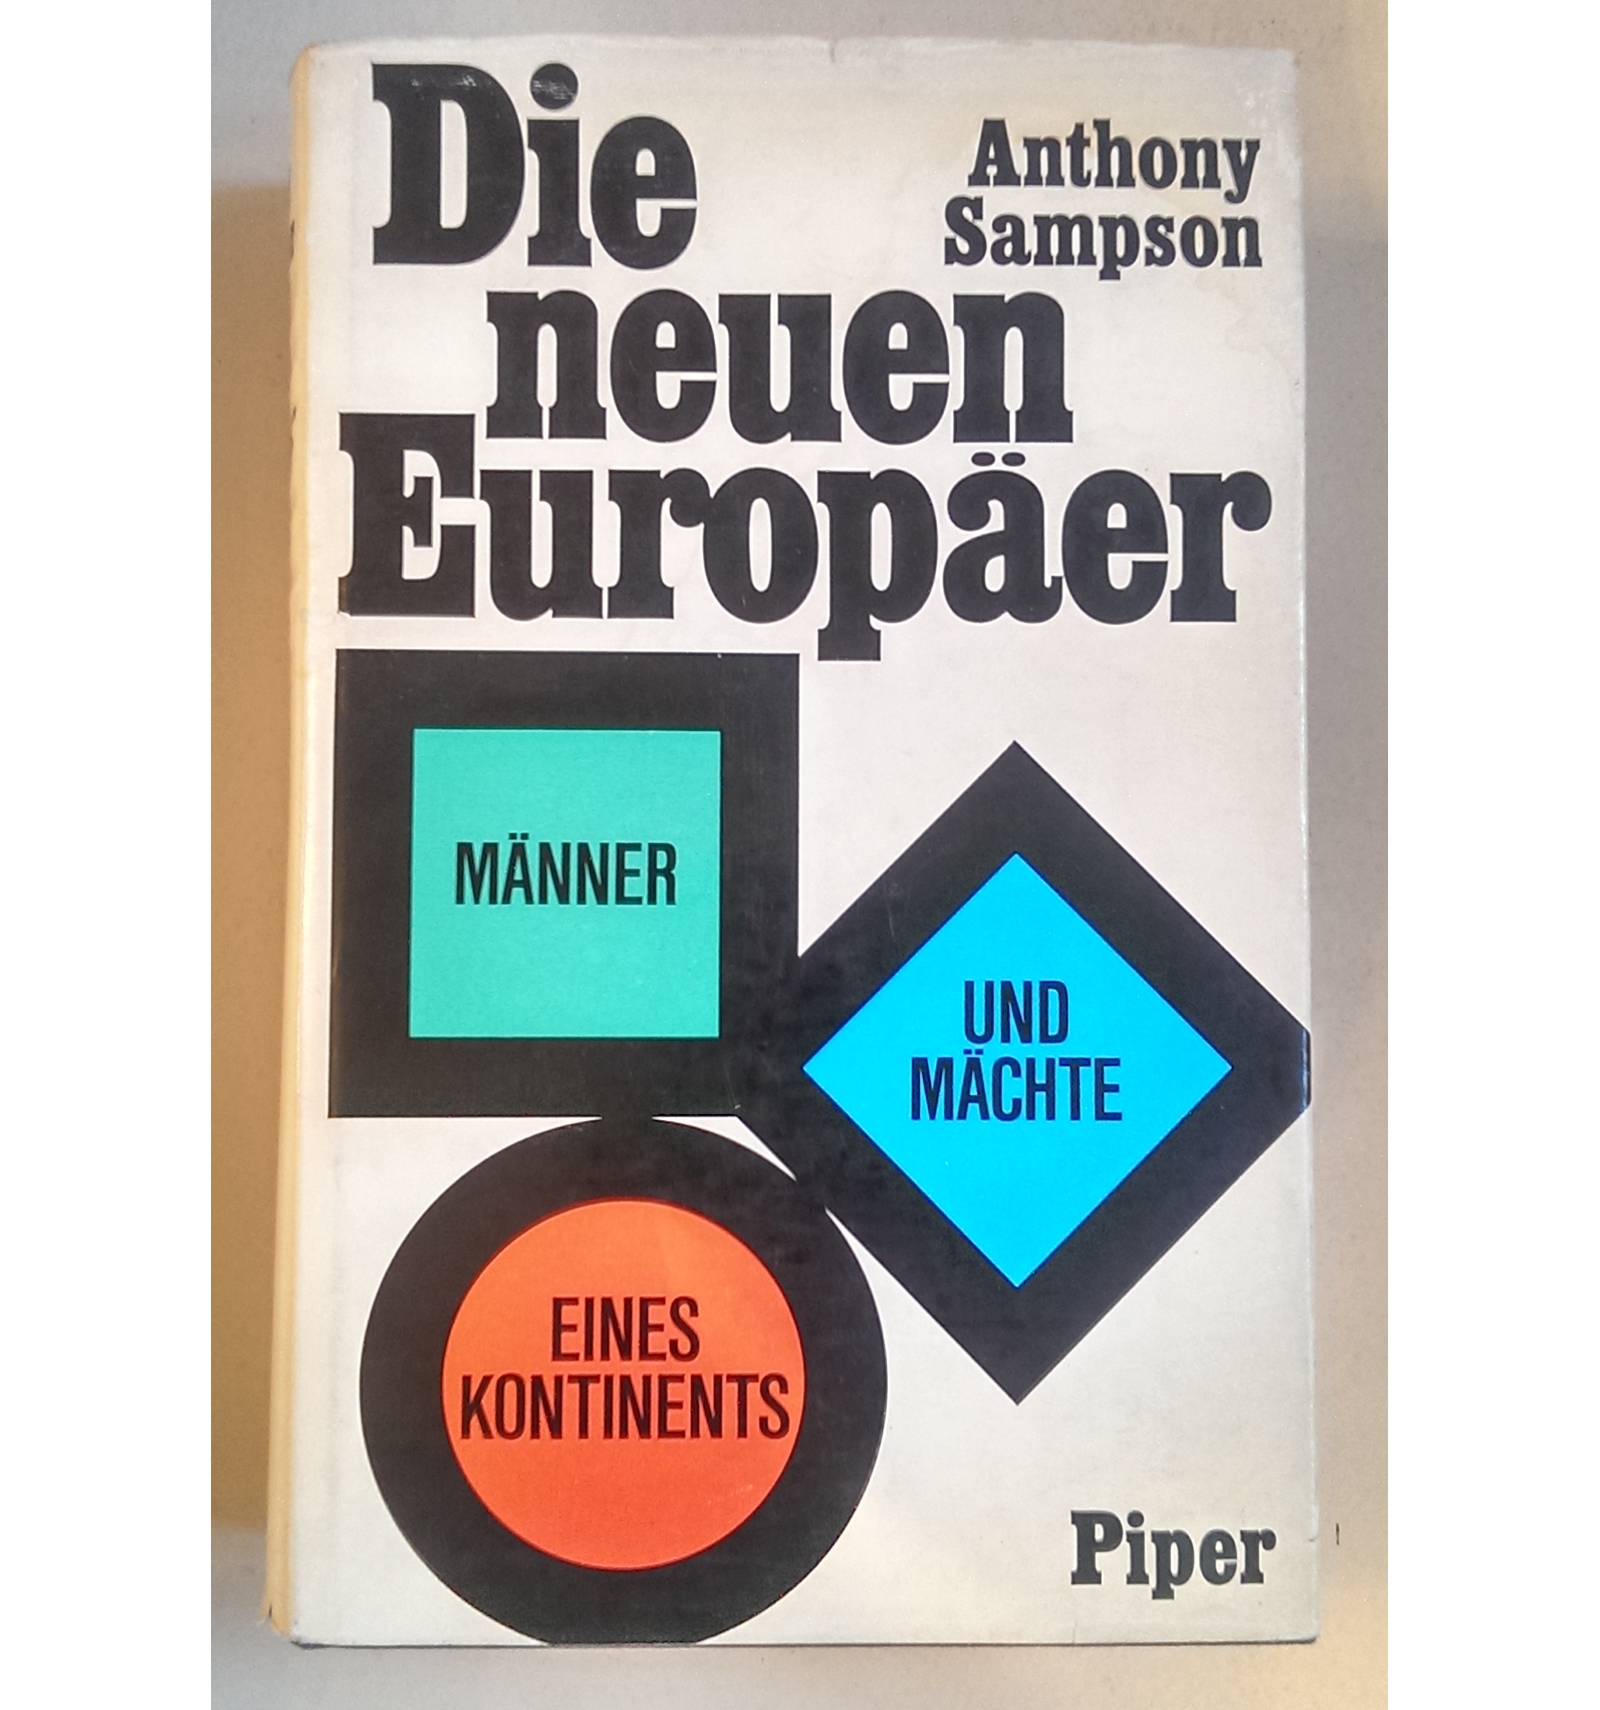 Die
Anthony
Sampson
neuen
Europäer
MÄNNER
UND
MÄCHTE
EINES
KONTINENTS
Piper